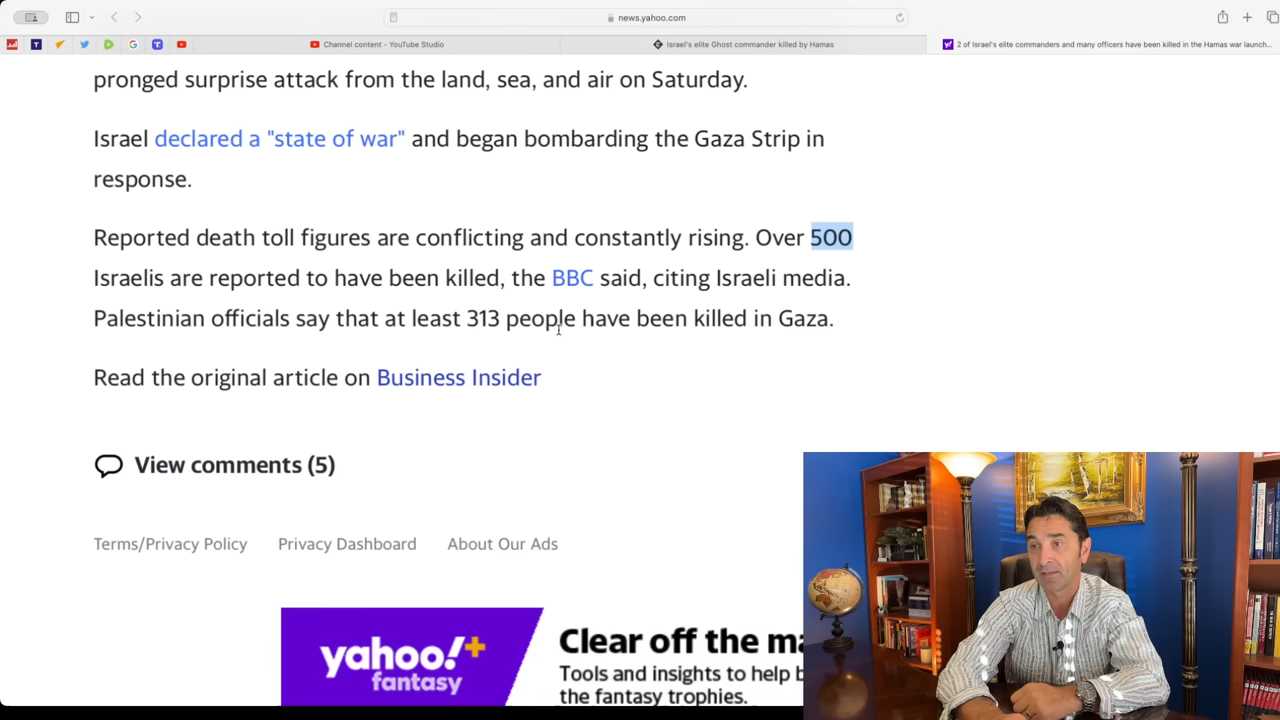 news.yahoo.com
Channel content - YouTube Studio
Israel's elite Ghost commander killed by Hamas
2 of Israel's elite commanders and many officers have been killed in the Hamas war launch...
pronged surprise attack from the land, sea, and air on Saturday.
Israel declared a "state of war" and began bombarding the Gaza Strip in
response.
Reported death toll figures are conflicting and constantly rising. Over 500
Israelis are reported to have been killed, the BBC said, citing Israeli media.
Palestinian officials say that at least 313 people have been killed in Gaza.
Read the original article on Business Insider
View comments (5)
Terms/Privacy Policy Privacy Dashboard About Our Ads
yahoo!+
fantasy
Clear off the ma
Tools and insights to help b
the fantasy trophies.